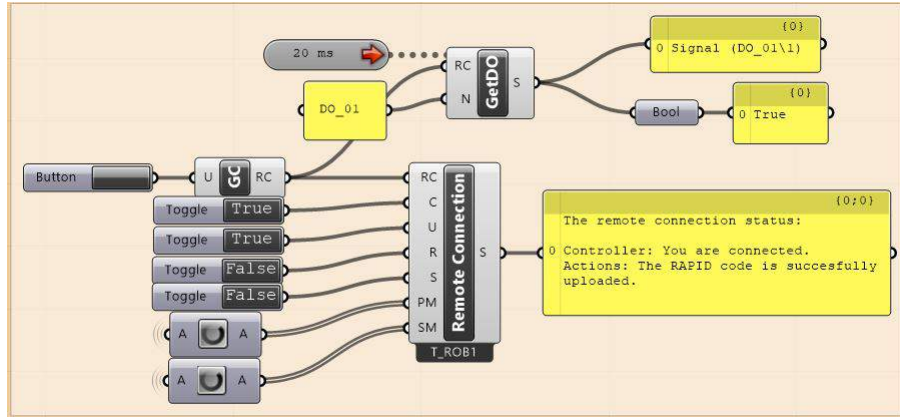 20 ms
DO_01
RC
N
GetDO
S
{0}
0 Signal (DO_01\1)
Bool
{0}
0 True
Button
U
GC
RC
Toggle True
Toggle True
Toggle False
Toggle False
A A
A A
RC
C
U
R
S
PM
SM
Remote Connection
S
T_ROB1
{0;0}
The remote connection status:
0 Controller: You are connected.
Actions: The RAPID code is succesfully
uploaded.